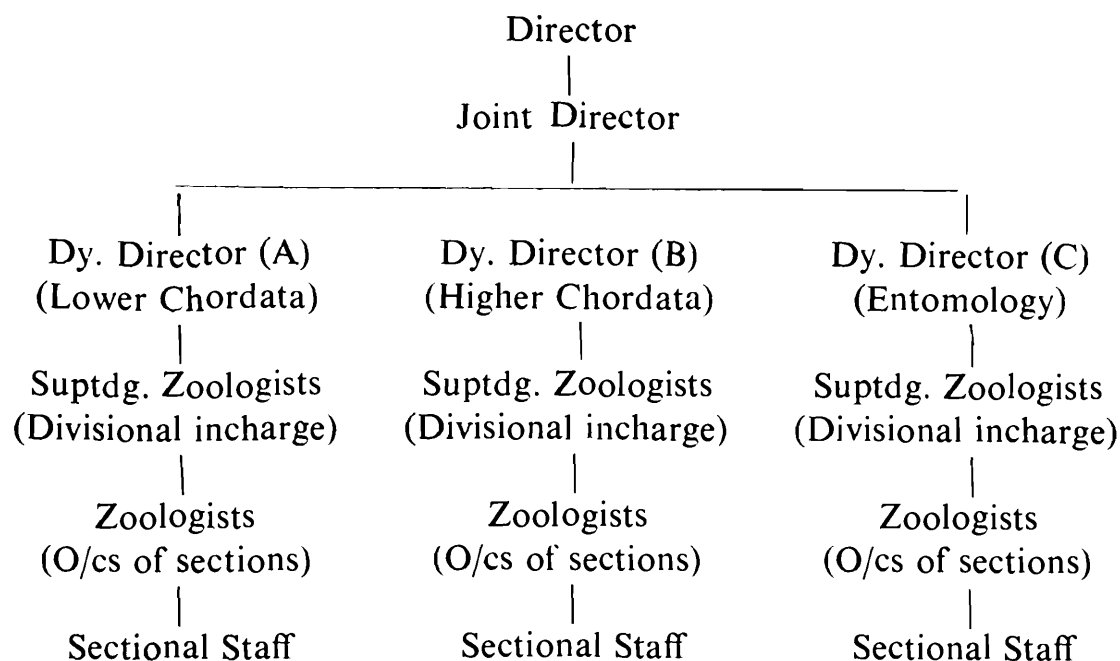 Director
Joint Director
Dy. Director (A)
(Lower Chordata)
Dy. Director (B)
(Higher Chordata)
Dy. Director (C)
(Entomology)
Suptdg. Zoologists
(Divisional incharge)
Suptdg. Zoologists
(Divisional incharge)
Suptdg. Zoologists
(Divisional incharge)
Zoologists
(O/cs of sections)
Zoologists
(O/cs of sections)
Zoologists
(O/cs of sections)
Sectional Staff
Sectional Staff
Sectional Staff